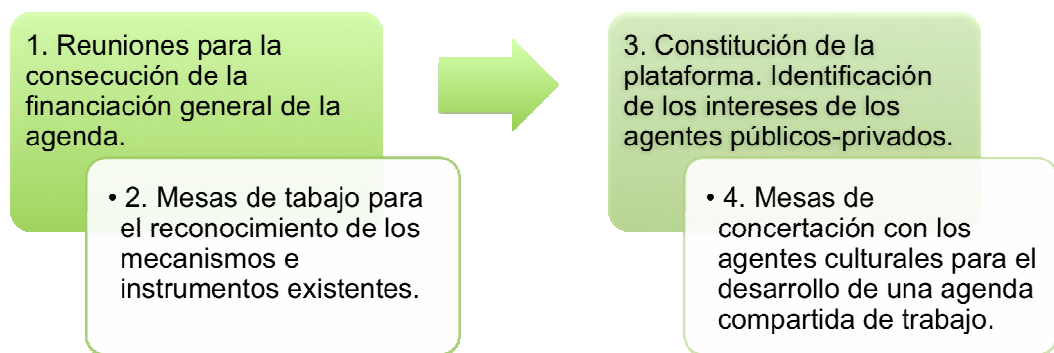 1. Reuniones para la
consecución de la
financiación general de la
agenda.
• 2. Mesas de tabajo para
el reconocimiento de los
mecanismos e
instrumentos existentes.
3. Constitución de la
plataforma. Identificación
de los intereses de los
agentes públicos-privados.
• 4. Mesas de
concertación con los
agentes culturales para el
desarrollo de una agenda
compartida de trabajo.